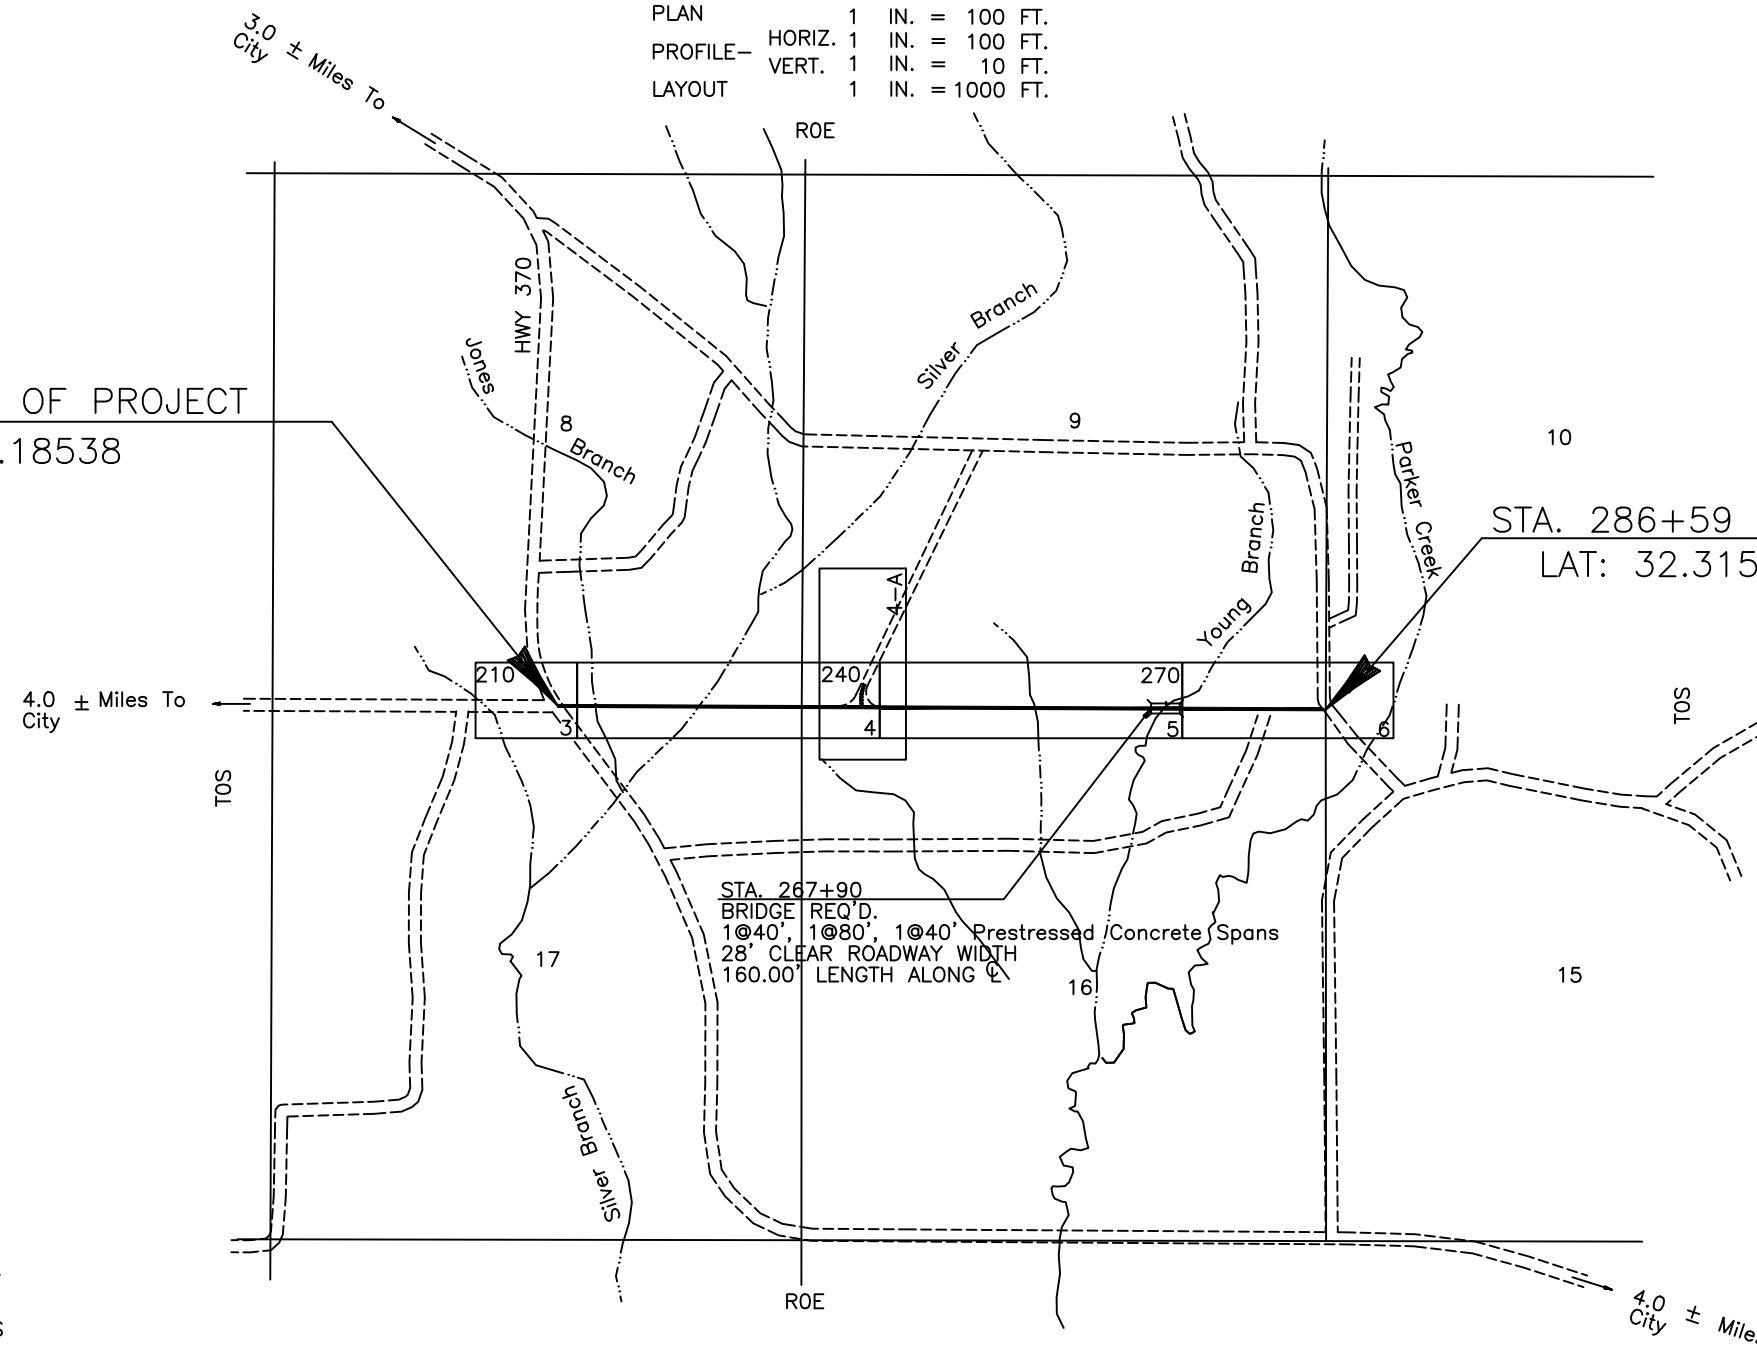 PLAN 1 IN. = 100 FT.
PROFILE– HORIZ. 1 IN. = 100 FT.
VERT. 1 IN. = 10 FT.
LAYOUT 1 IN. = 1000 FT.
3.0 ± Miles To
City
R0E
HWY 370
Jones
Branch
Silver
Branch
8
9
10
OF PROJECT
.18538
Parker Creek
STA. 286+59
LAT: 32.315
Young
Branch
4-A
210
240
270
3
4
5
6
4.0 ± Miles To
City
T0S
T0S
STA. 267+90
BRIDGE REQ'D.
1@40', 1@80', 1@40' Prestressed Concrete Spans
28' CLEAR ROADWAY WIDTH
160.00' LENGTH ALONG ℄
17
16
15
Silver Branch
R0E
4.0 ± Miles
City
S